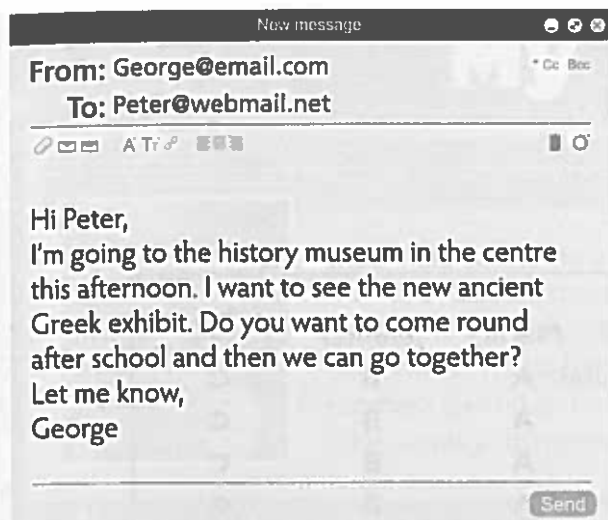 New message
From: George@email.com
* Cc Bcc
To: Peter@webmail.net
Hi Peter,
I'm going to the history museum in the centre
this afternoon. I want to see the new ancient
Greek exhibit. Do you want to come round
after school and then we can go together?
Let me know,
George
Send